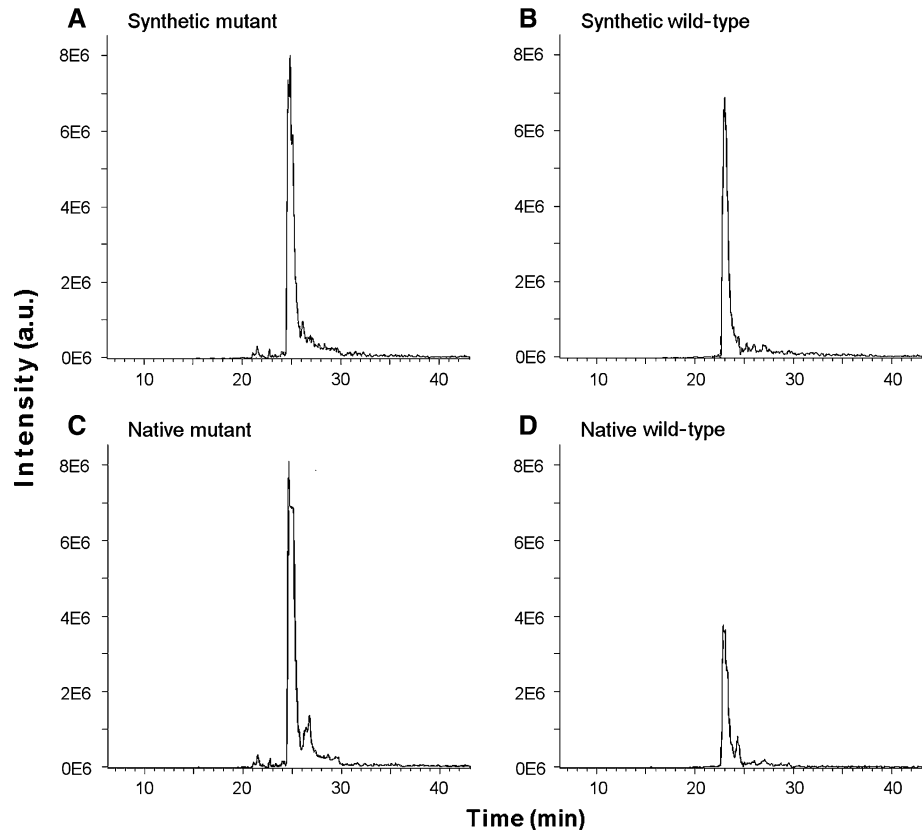 A Synthetic mutant
B Synthetic wild-type
8E6
6E6
4E6
2E6
0E6
10 20 30 40
8E6
6E6
4E6
2E6
0E6
10 20 30 40
C Native mutant
D Native wild-type
8E6
6E6
4E6
2E6
0E6
10 20 30 40
8E6
6E6
4E6
2E6
0E6
10 20 30 40
Intensity (a.u.)
Time (min)